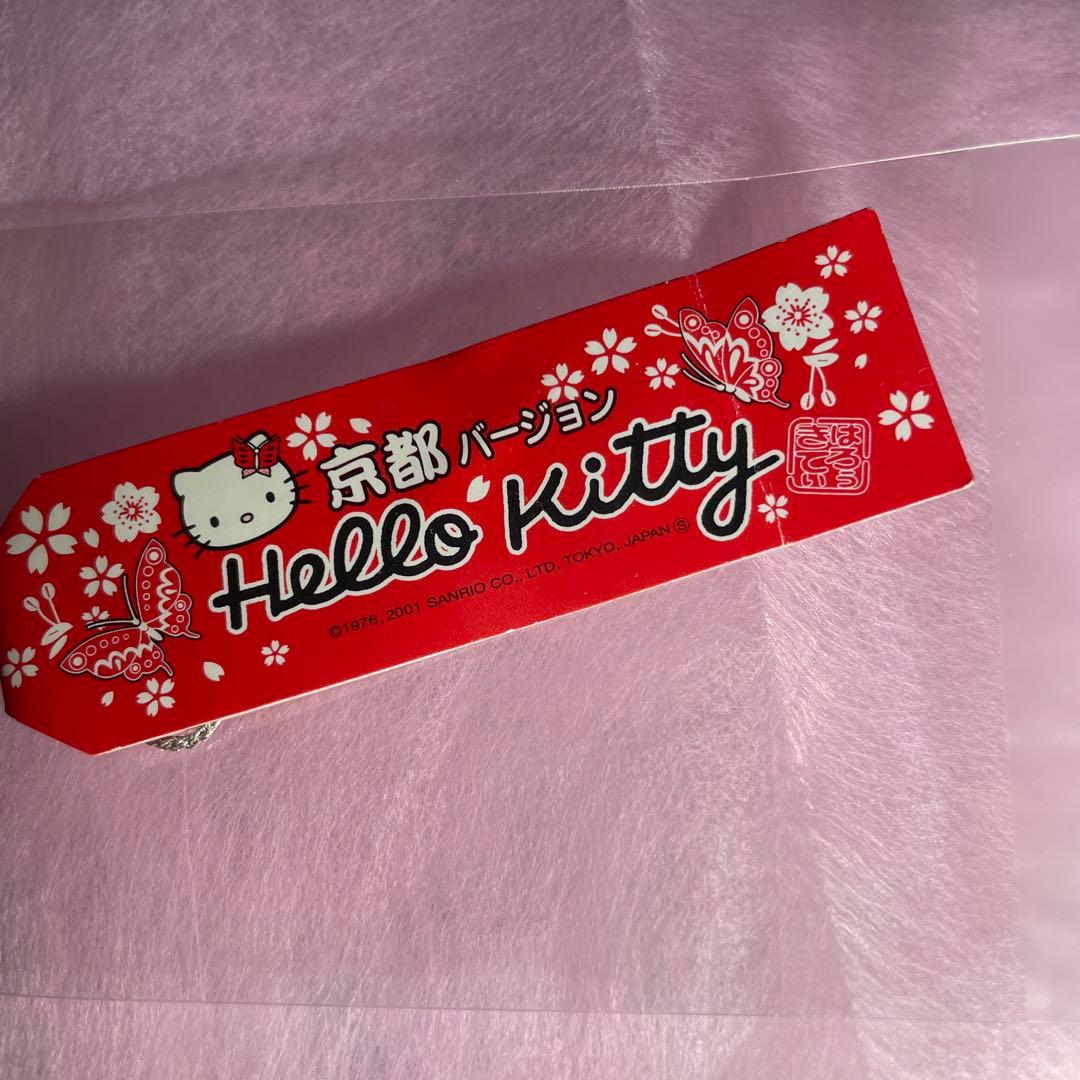 京都バージョン
Hello Kitty
©1976, 2001 SANRIO CO., LTD. TOKYO, JAPAN Ⓢ
はろう
きてぃ